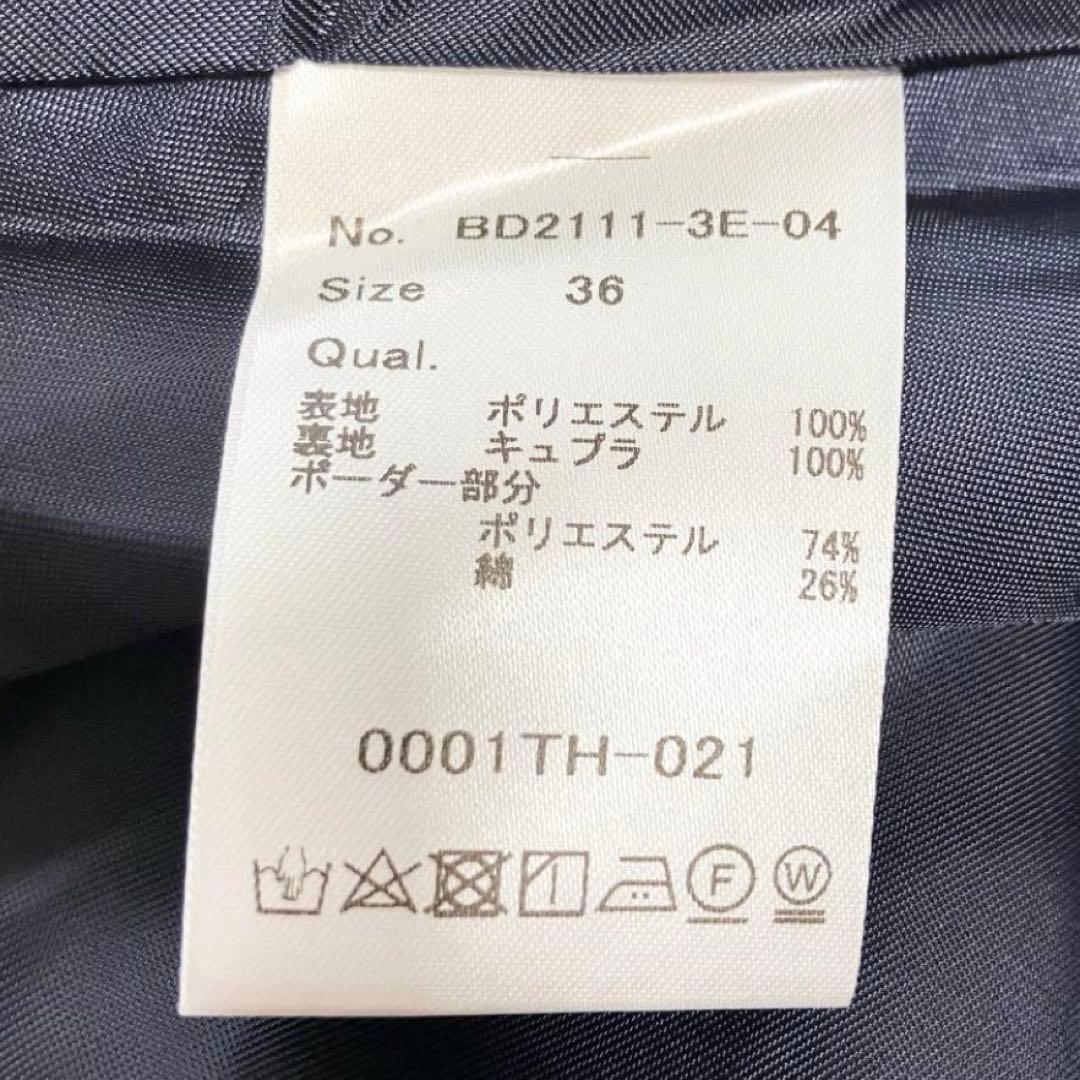 No. BD2111-3E-04
Size 36
Qual.
表地 ポリエステル 100%
裏地 キュプラ 100%
ボーダー部分
ポリエステル 74%
綿 26%
0001TH-021
F W